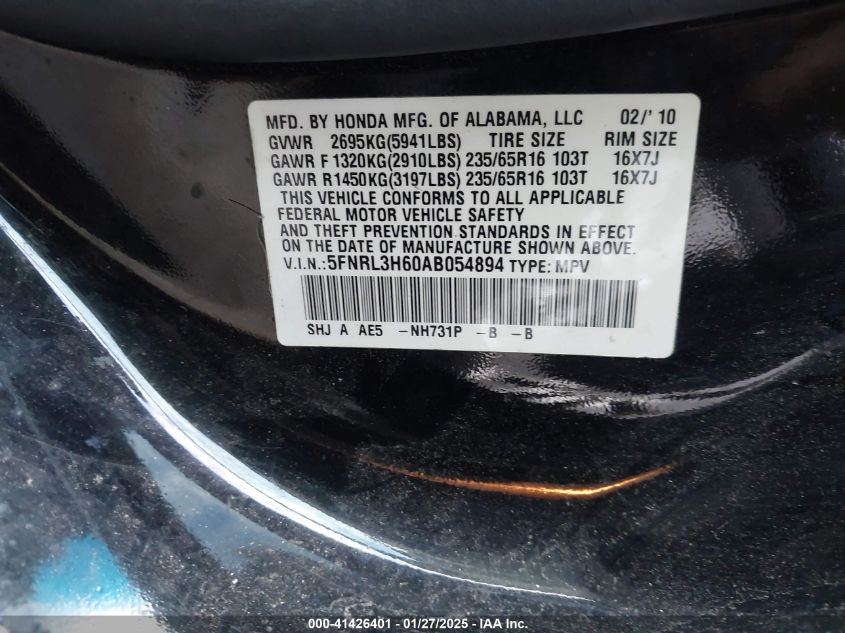 MFD. BY HONDA MFG. OF ALABAMA, LLC 02/' 10
GVWR 2695KG(5941LBS) TIRE SIZE RIM SIZE
GAWR F 1320KG(2910LBS) 235/65R16 103T 16X7J
GAWR R1450KG(3197LBS) 235/65R16 103T 16X7J
THIS VEHICLE CONFORMS TO ALL APPLICABLE
FEDERAL MOTOR VEHICLE SAFETY
AND THEFT PREVENTION STANDARDS IN EFFECT
ON THE DATE OF MANUFACTURE SHOWN ABOVE.
V.I.N.:5FNRL3H60AB054894 TYPE: MPV
SHJ A AE5 -NH731P -B -B
000-41426401 - 01/27/2025 - IAA Inc.